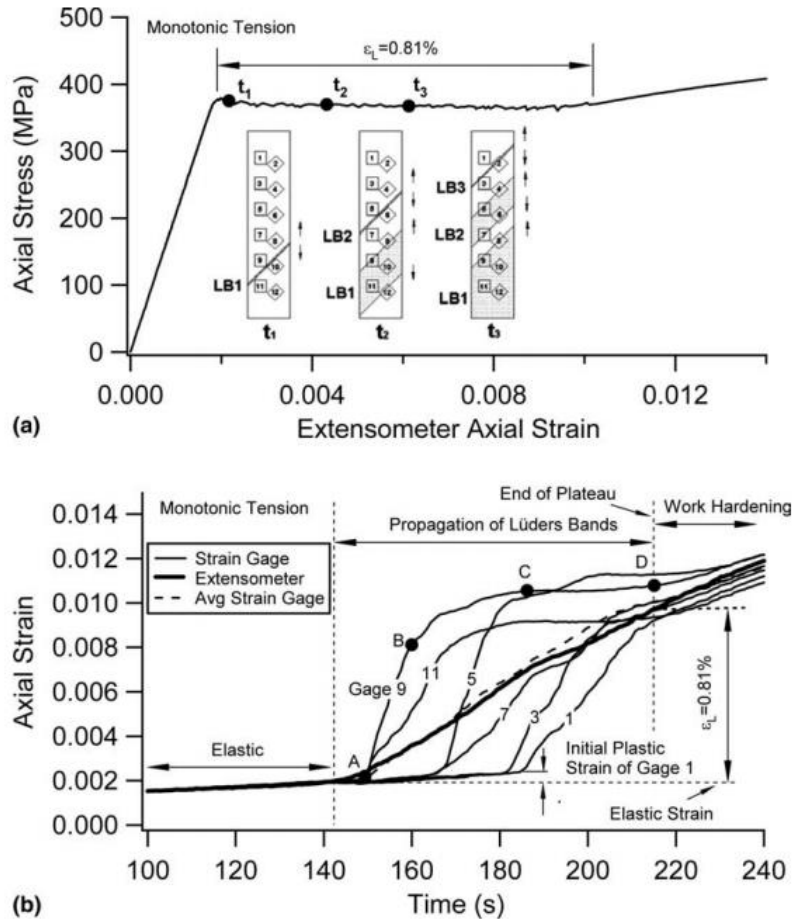 500
400
300
200
100
0
Axial Stress (MPa)
Monotonic Tension
εL=0.81%
t1
t2
t3
1
2
3
4
5
6
7
8
9
10
11
12
LB1
t1
1
2
3
4
5
6
7
8
9
10
11
12
LB2
LB1
t2
1
3
4
5
6
7
8
9
10
11
12
LB3
LB2
LB1
t3
0.000
0.004
0.008
0.012
Extensometer Axial Strain
(a)
0.014
0.012
0.010
0.008
0.006
0.004
0.002
0.000
Axial Strain
Monotonic Tension
End of Plateau
Work Hardening
Propagation of Lüders Bands
Strain Gage
Extensometer
Avg Strain Gage
C
D
B
11
Gage 9
5
7
3
1
εL=0.81%
A
Elastic
Initial Plastic
Strain of Gage 1
Elastic Strain
100
120
140
160
180
200
220
240
Time (s)
(b)